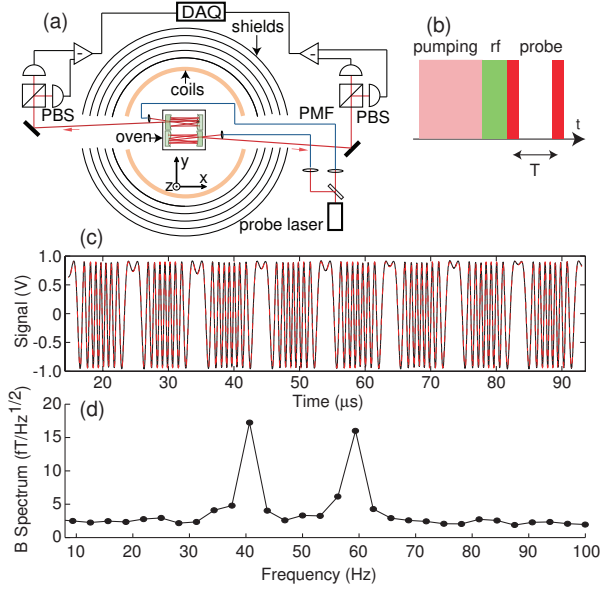 (a)
DAQ
shields
PBS
coils
PMF
PBS
oven
y
z
x
probe laser
(b)
pumping rf probe
t
T
(c)
Signal (V)
1.0
0.5
0
-0.5
-1.0
20 30 40 50 60 70 80 90
Time (μs)
(d)
B Spectrum (fT/Hz^1/2)
20
15
10
5
0
10 20 30 40 50 60 70 80 90 100
Frequency (Hz)